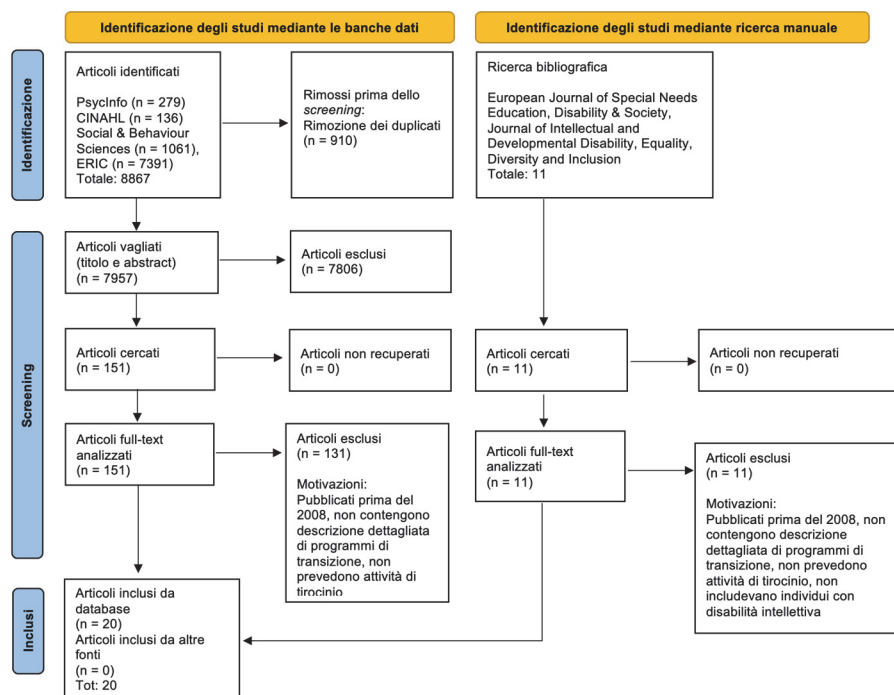 Identificazione degli studi mediante le banche dati
Identificazione degli studi mediante ricerca manuale
Identificazione
Articoli identificati
PsycInfo (n = 279)
CINAHL (n = 136)
Social & Behaviour
Sciences (n = 1061),
ERIC (n = 7391)
Totale: 8867
Rimossi prima dello
screening:
Rimozione dei duplicati
(n = 910)
Ricerca bibliografica
European Journal of Special Needs
Education, Disability & Society,
Journal of Intellectual and
Developmental Disability, Equality,
Diversity and Inclusion
Totale: 11
Screening
Articoli vagliati
(titolo e abstract)
(n = 7957)
Articoli esclusi
(n = 7806)
Articoli cercati
(n = 151)
Articoli non recuperati
(n = 0)
Articoli cercati
(n = 11)
Articoli non recuperati
(n = 0)
Articoli full-text
analizzati
(n = 151)
Articoli esclusi
(n = 131)
Motivazioni:
Pubblicati prima del
2008, non contengono
descrizione dettagliata
di programmi di
transizione, non
prevedono attività di
tirocinio
Articoli full-text
analizzati
(n = 11)
Articoli esclusi
(n = 11)
Motivazioni:
Pubblicati prima del 2008, non
contengono descrizione
dettagliata di programmi di
transizione, non prevedono
attività di tirocinio, non
includevano individui con
disabilità intellettiva
Inclusi
Articoli inclusi da
database
(n = 20)
Articoli inclusi da altre
fonti
(n = 0)
Tot: 20